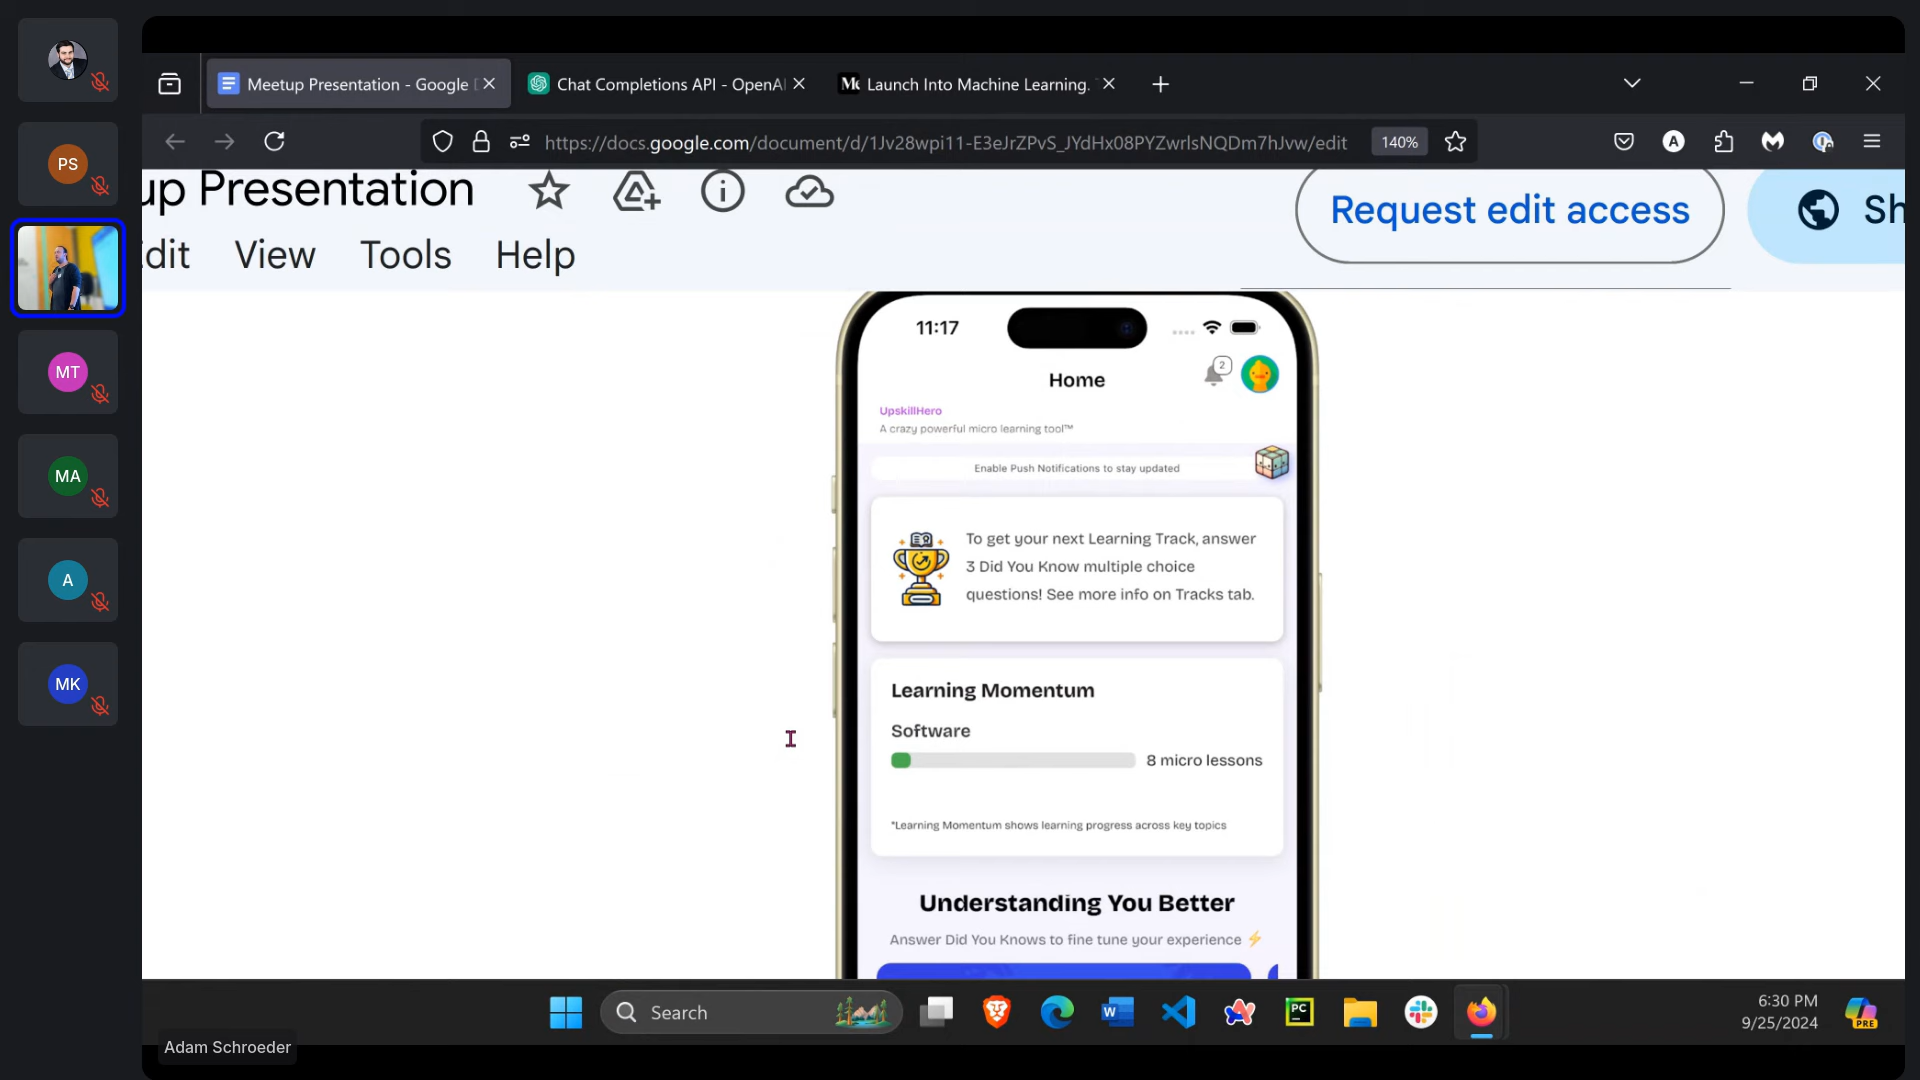 Meetup Presentation - Google
Chat Completions API - OpenA
Launch Into Machine Learning.
https://docs.google.com/document/d/1Jv28wpi11-E3eJrZPvS_JYdHx08PYZwrlsNQDm7hJvw/edit
140%
A
up Presentation
Request edit access
Sh
dit View Tools Help
PS
MT
MA
A
MK
11:17
Home
2
UpskillHero
A crazy powerful micro learning tool™
Enable Push Notifications to stay updated
To get your next Learning Track, answer
3 Did You Know multiple choice
questions! See more info on Tracks tab.
Learning Momentum
Software
8 micro lessons
*Learning Momentum shows learning progress across key topics
Understanding You Better
Answer Did You Knows to fine tune your experience ⚡
Search
W
PC
PRE
6:30 PM
9/25/2024
Adam Schroeder